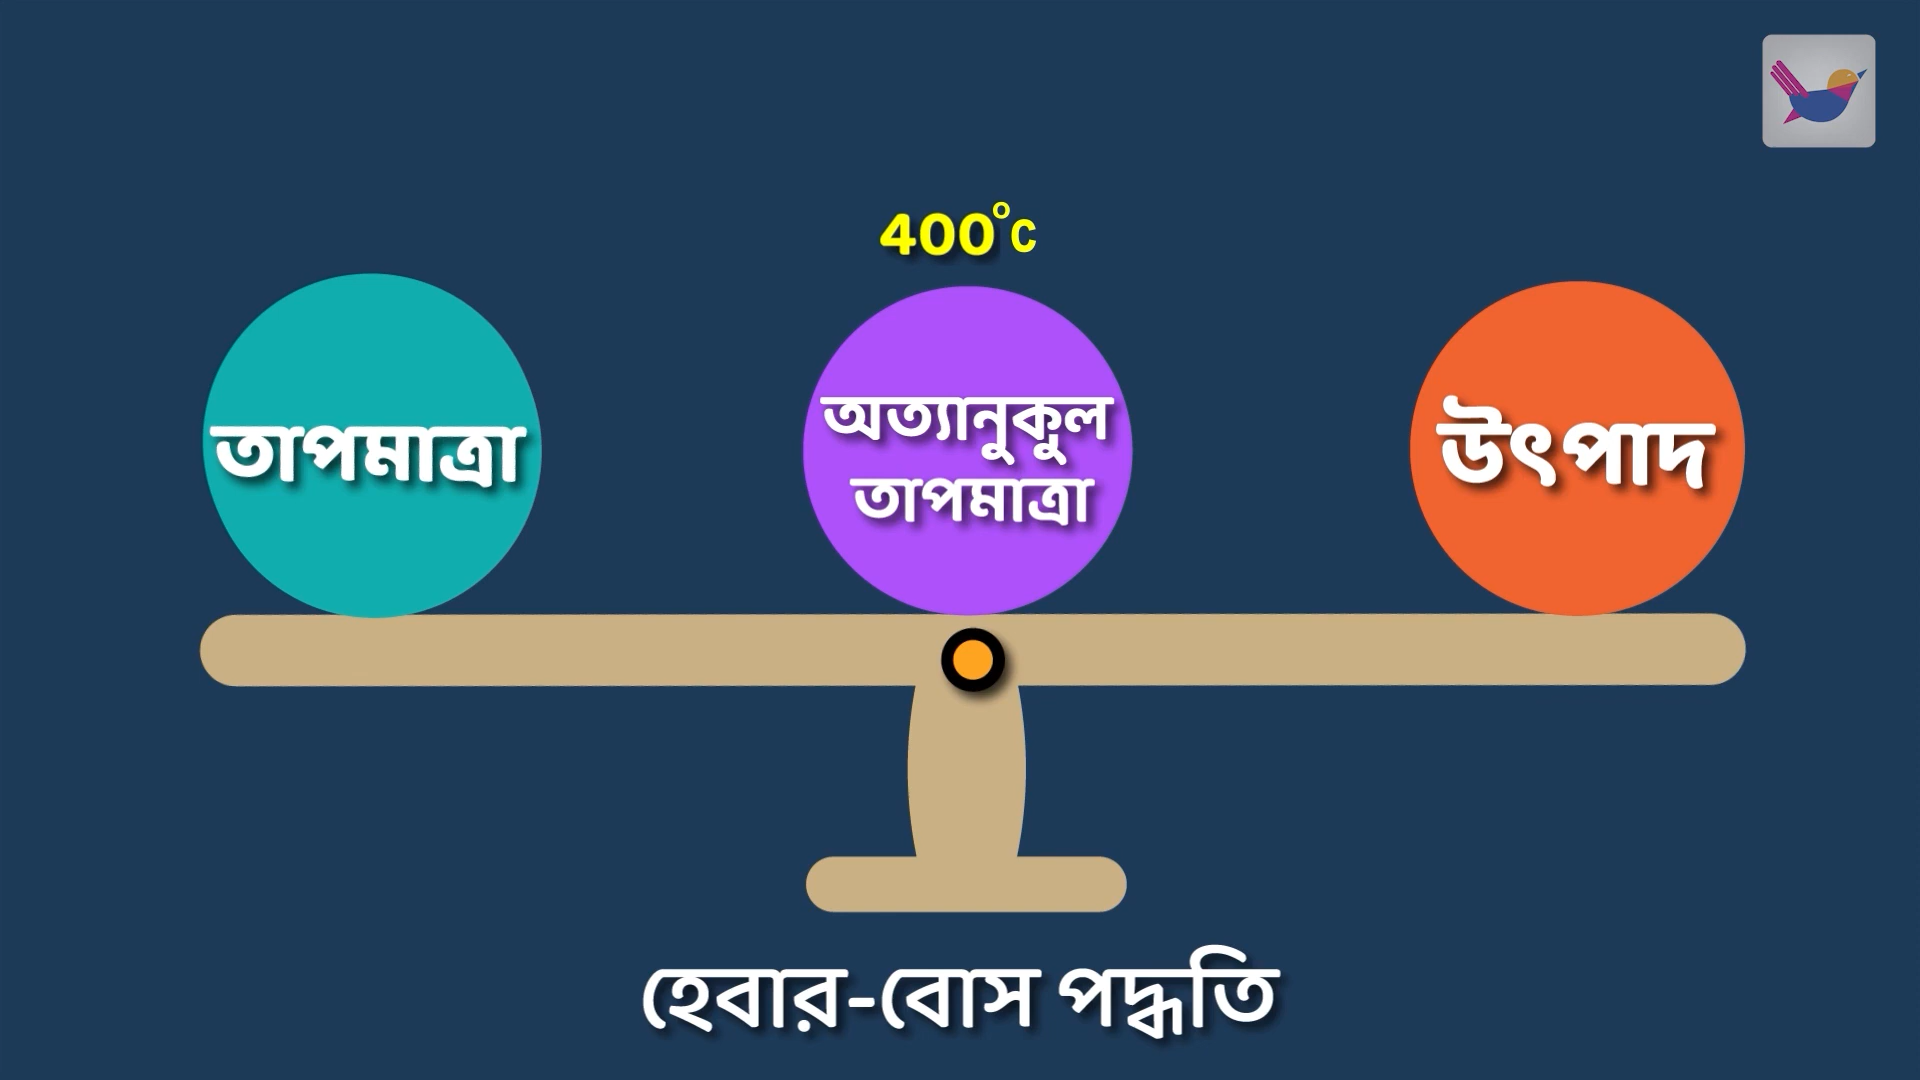 400°c
তাপমাত্রা
অত্যানুকুল
তাপমাত্রা
উৎপাদ
হেবার-বোস পদ্ধতি